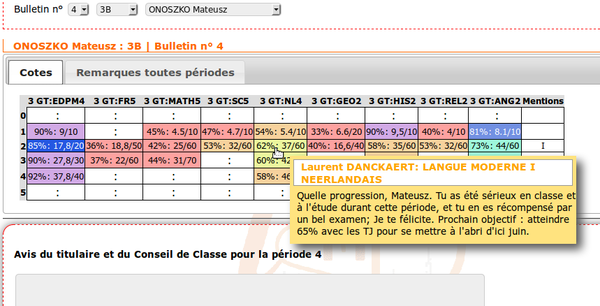 Bulletin n° 4 3B ONOSZKO Mateusz
ONOSZKO Mateusz : 3B | Bulletin n° 4
Cotes Remarques toutes périodes
3 GT:EDPM4 3 GT:FR5 3 GT:MATH5 3 GT:SC5 3 GT:NL4 3 GT:GEO2 3 GT:HIS2 3 GT:REL2 3 GT:ANG2 Mentions
0 : : : : : : : : :
1 90%: 9/10 : 45%: 4.5/10 47%: 4.7/10 54%: 5.4/10 33%: 6.6/20 90%: 9,5/10 40%: 4/10 81%: 8.1/10
2 85%: 17,8/20 36%: 18,8/50 42%: 25/60 53%: 32/60 62%: 37/60 40%: 16,6/40 58%: 35/60 53%: 32/60 73%: 44/60 I
3 90%: 27,8/30 37%: 22/60 44%: 31/70 : 60%: 42
4 92%: 37,8/40 : : : 58%:
5 : : : :
Laurent DANCKAERT: LANGUE MODERNE I
NEERLANDAIS
Quelle progression, Mateusz. Tu as été sérieux en classe et
à l'étude durant cette période, et tu en es récompensé par
un bel examen; Je te félicite. Prochain objectif : atteindre
65% avec les TJ pour se mettre à l'abri d'ici juin.
Avis du titulaire et du Conseil de Classe pour la période 4